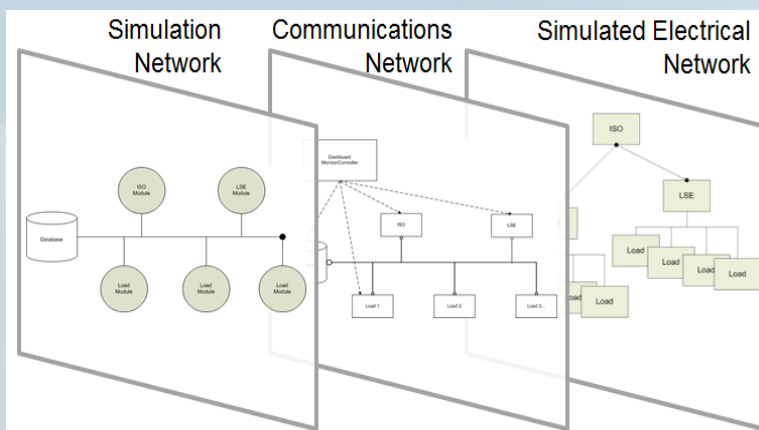 Simulation
Network
Communications
Network
Simulated Electrical
Network
ISO
Module
LSE
Module
Database
Load
Module
Load
Module
Load
Module
Dashboard
Monitor/Controller
ISO
LSE
Load 1
Load 2
Load 3...
ISO
LSE
Load
Load
Load
Load
oad
Load